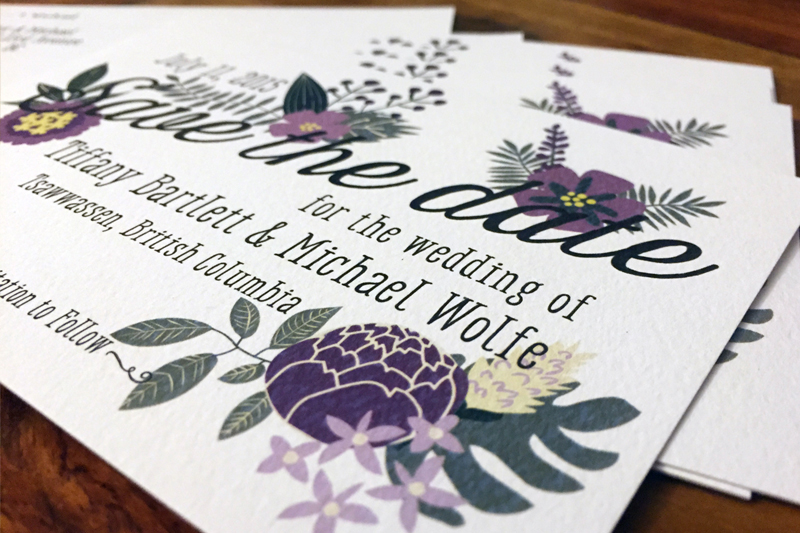 July 11, 2015
Save the date
for the wedding of
Tiffany Bartlett & Michael Wolfe
Tsawwassen, British Columbia
to Follow